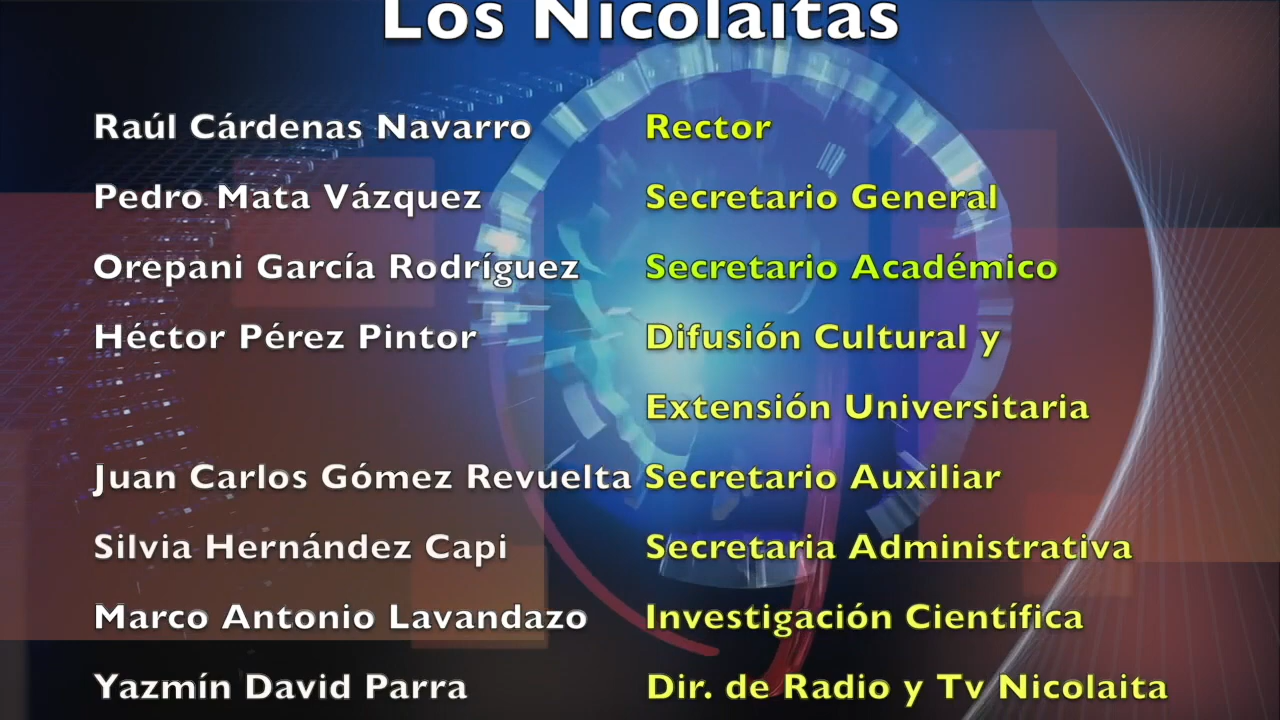 Los Nicolaitas
Raúl Cárdenas Navarro Rector
Pedro Mata Vázquez Secretario General
Orepani García Rodríguez Secretario Académico
Héctor Pérez Pintor Difusión Cultural y
Extensión Universitaria
Juan Carlos Gómez Revuelta Secretario Auxiliar
Silvia Hernández Capi Secretaria Administrativa
Marco Antonio Lavandazo Investigación Científica
Yazmín David Parra Dir. de Radio y Tv Nicolaita